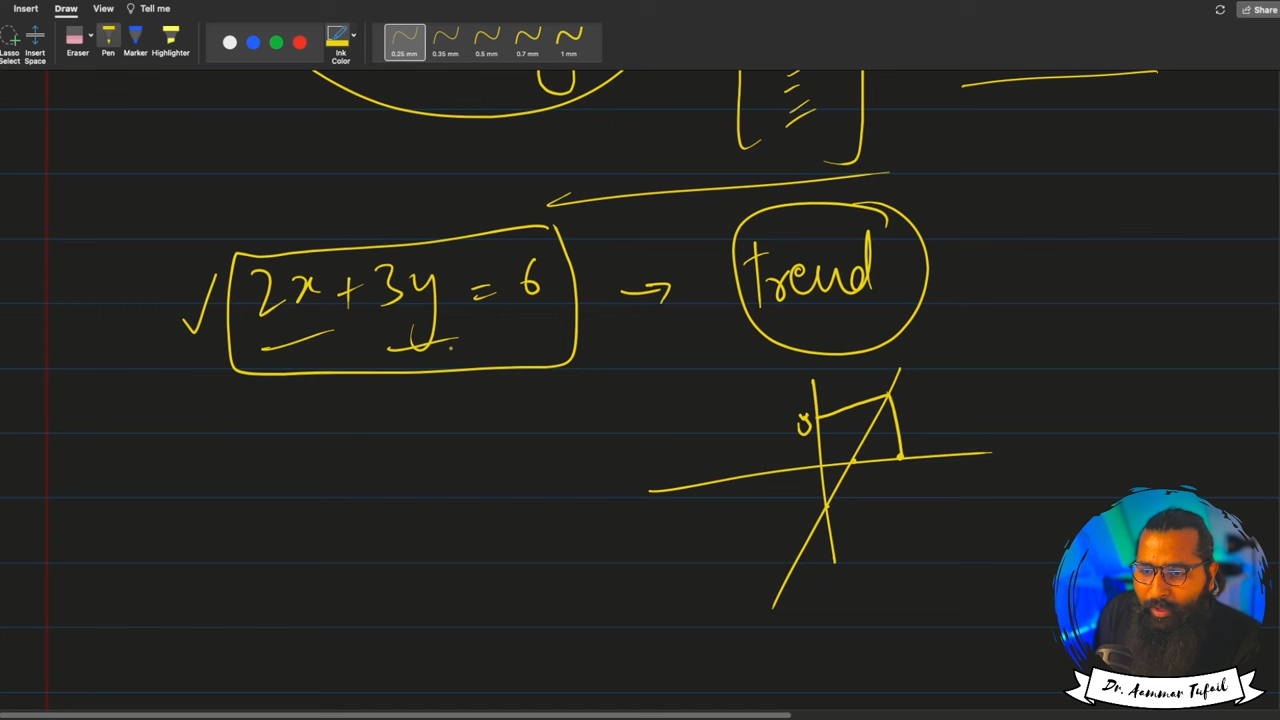 Insert Draw View Tell me Share
Lasso Select
Insert Space
Eraser
Pen
Marker
Highlighter
Ink Color
0.25 mm 0.35 mm 0.5 mm 0.7 mm 1 mm
2x + 3y = 6 → trend
y
Dr. Aammar Tufail